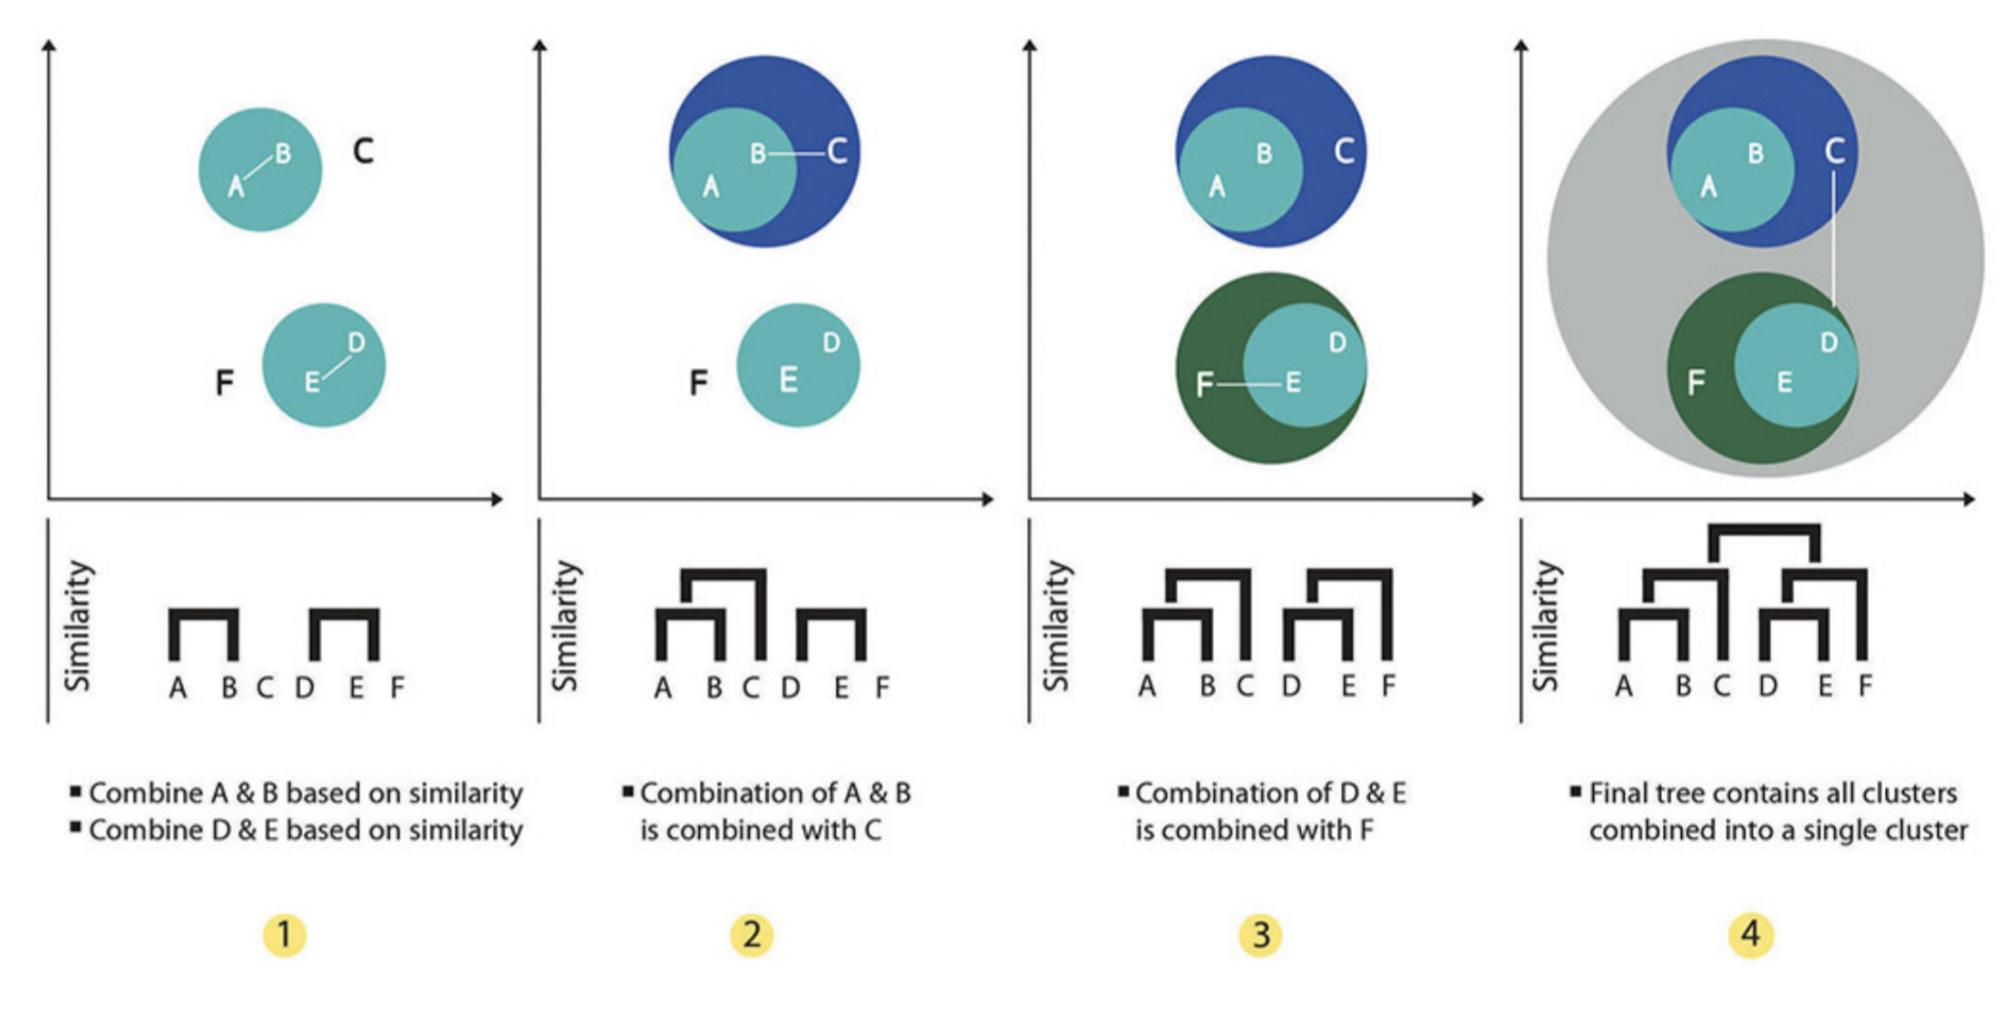 B
C
A
D
F
E
B
C
A
D
F
E
B
C
A
D
F
E
B
C
A
D
F
E
Similarity
A B C D E F
Similarity
A B C D E F
Similarity
A B C D E F
Similarity
A B C D E F
▪ Combine A & B based on similarity
▪ Combine D & E based on similarity
▪ Combination of A & B
is combined with C
▪ Combination of D & E
is combined with F
▪ Final tree contains all clusters
combined into a single cluster
1
2
3
4